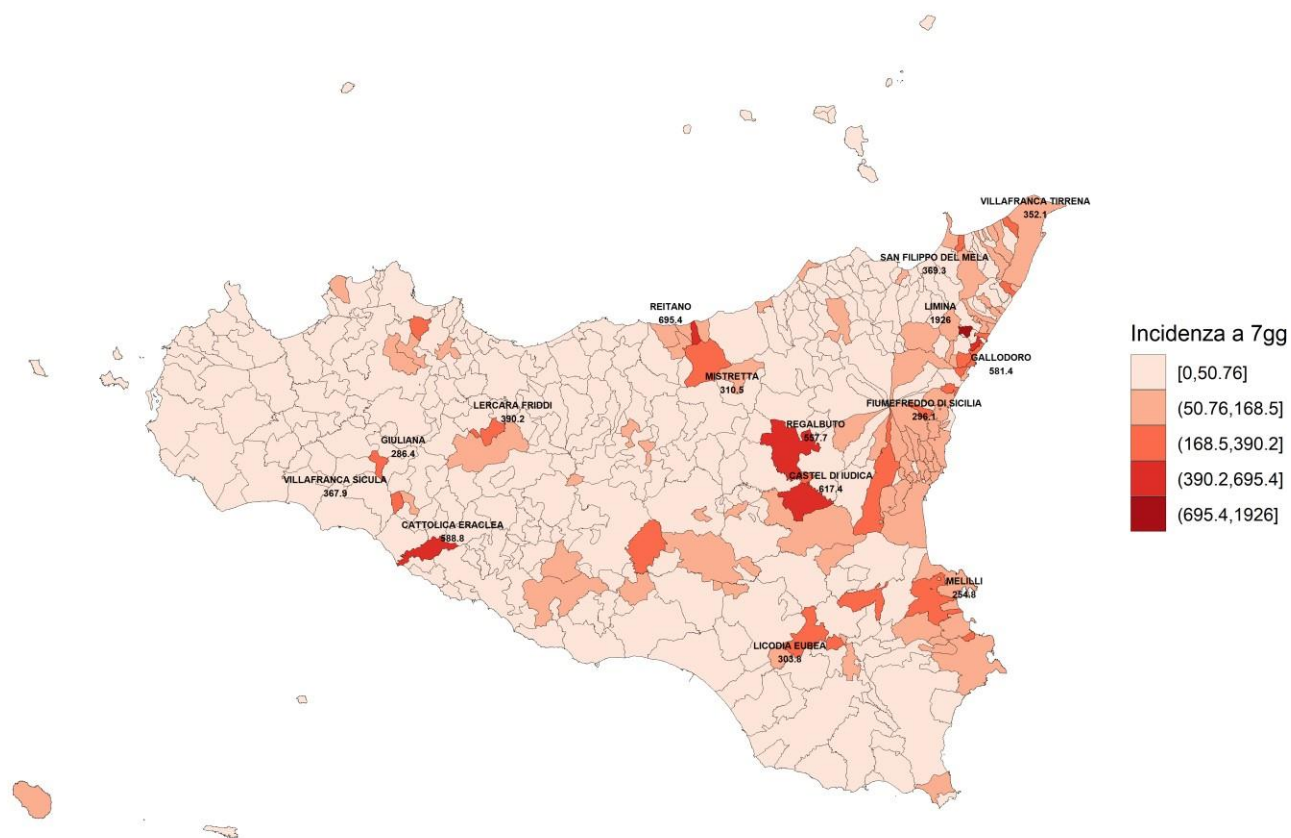 VILLAFRANCA TIRRENA
352.1
SAN FILIPPO DEL MELA
369.3
REITANO
695.4
LIMINA
1926
GALLODORO
581.4
MISTRETTA
310.5
LERCARA FRIDDI
390.2
FIUMEFREDDO DI SICILIA
296.1
REGALBUTO
557.7
GIULIANA
286.4
VILLAFRANCA SICULA
367.9
CASTEL DI IUDICA
617.4
CATTOLICA ERACLEA
588.8
MELILLI
254.8
LICODIA EUBEA
303.8
Incidenza a 7gg
[0,50.76]
(50.76,168.5]
(168.5,390.2]
(390.2,695.4]
(695.4,1926]